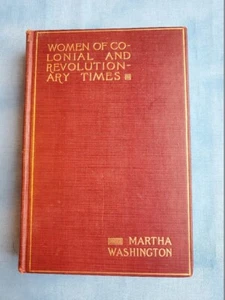 WOMEN OF CO-
LONIAL AND
REVOLUTION-
ARY TIMES
MARTHA
WASHINGTON